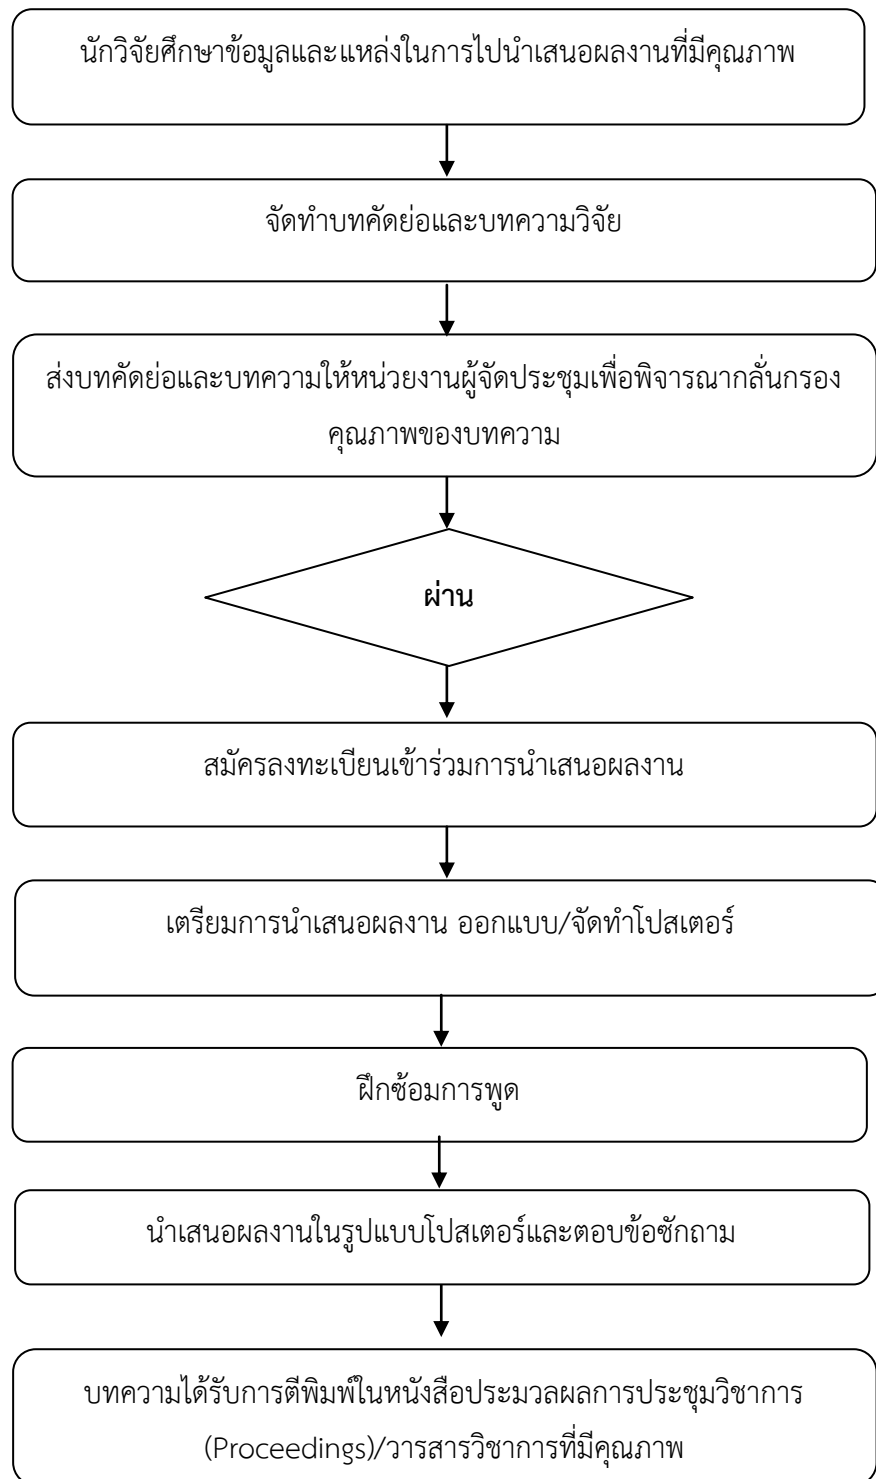 นักวิจัยศึกษาข้อมูลและแหล่งในการไปนำเสนอผลงานที่มีคุณภาพ
จัดทำบทคัดย่อและบทความวิจัย
ส่งบทคัดย่อและบทความให้หน่วยงานผู้จัดประชุมเพื่อพิจารณากลั่นกรอง
คุณภาพของบทความ
ผ่าน
สมัครลงทะเบียนเข้าร่วมการนำเสนอผลงาน
เตรียมการนำเสนอผลงาน ออกแบบ/จัดทำโปสเตอร์
ฝึกซ้อมการพูด
นำเสนอผลงานในรูปแบบโปสเตอร์และตอบข้อซักถาม
บทความได้รับการตีพิมพ์ในหนังสือประมวลผลการประชุมวิชาการ
(Proceedings)/วารสารวิชาการที่มีคุณภาพ